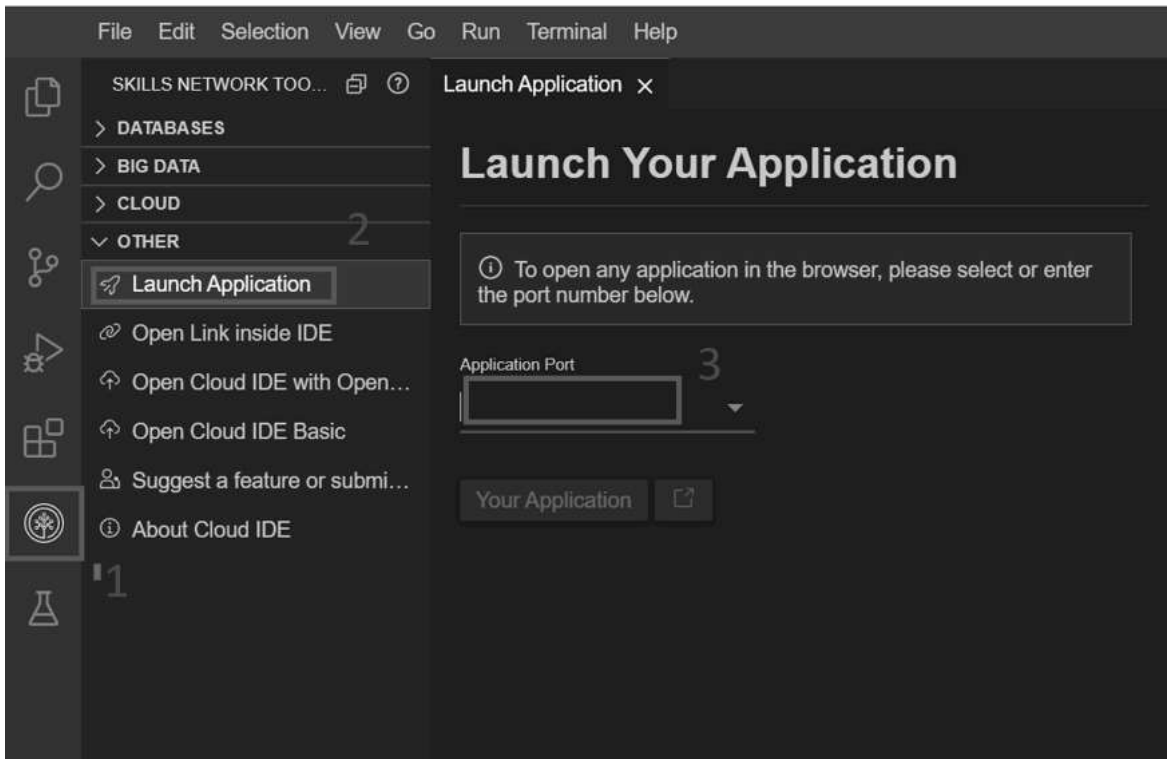 File Edit Selection View Go Run Terminal Help
SKILLS NETWORK TOO...
Launch Application
DATABASES
BIG DATA
CLOUD
OTHER
2
Launch Application
Open Link inside IDE
Open Cloud IDE with Open...
Open Cloud IDE Basic
Suggest a feature or submi...
About Cloud IDE
1
Launch Your Application
To open any application in the browser, please select or enter
the port number below.
Application Port
3
Your Application